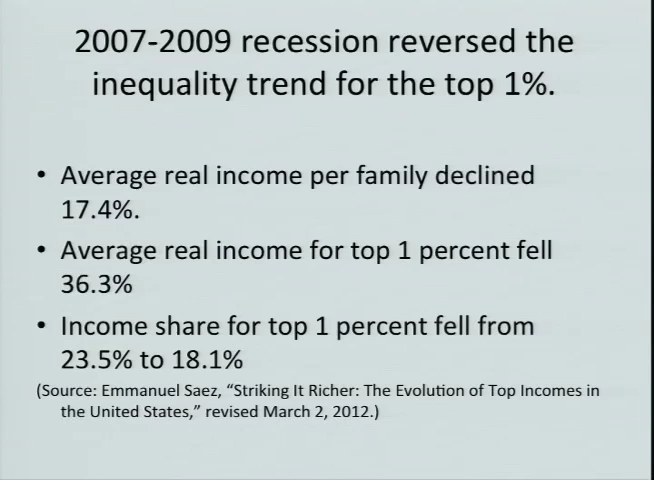 2007-2009 recession reversed the
inequality trend for the top 1%.
• Average real income per family declined
17.4%.
• Average real income for top 1 percent fell
36.3%
• Income share for top 1 percent fell from
23.5% to 18.1%
(Source: Emmanuel Saez, “Striking It Richer: The Evolution of Top Incomes in
the United States,” revised March 2, 2012.)